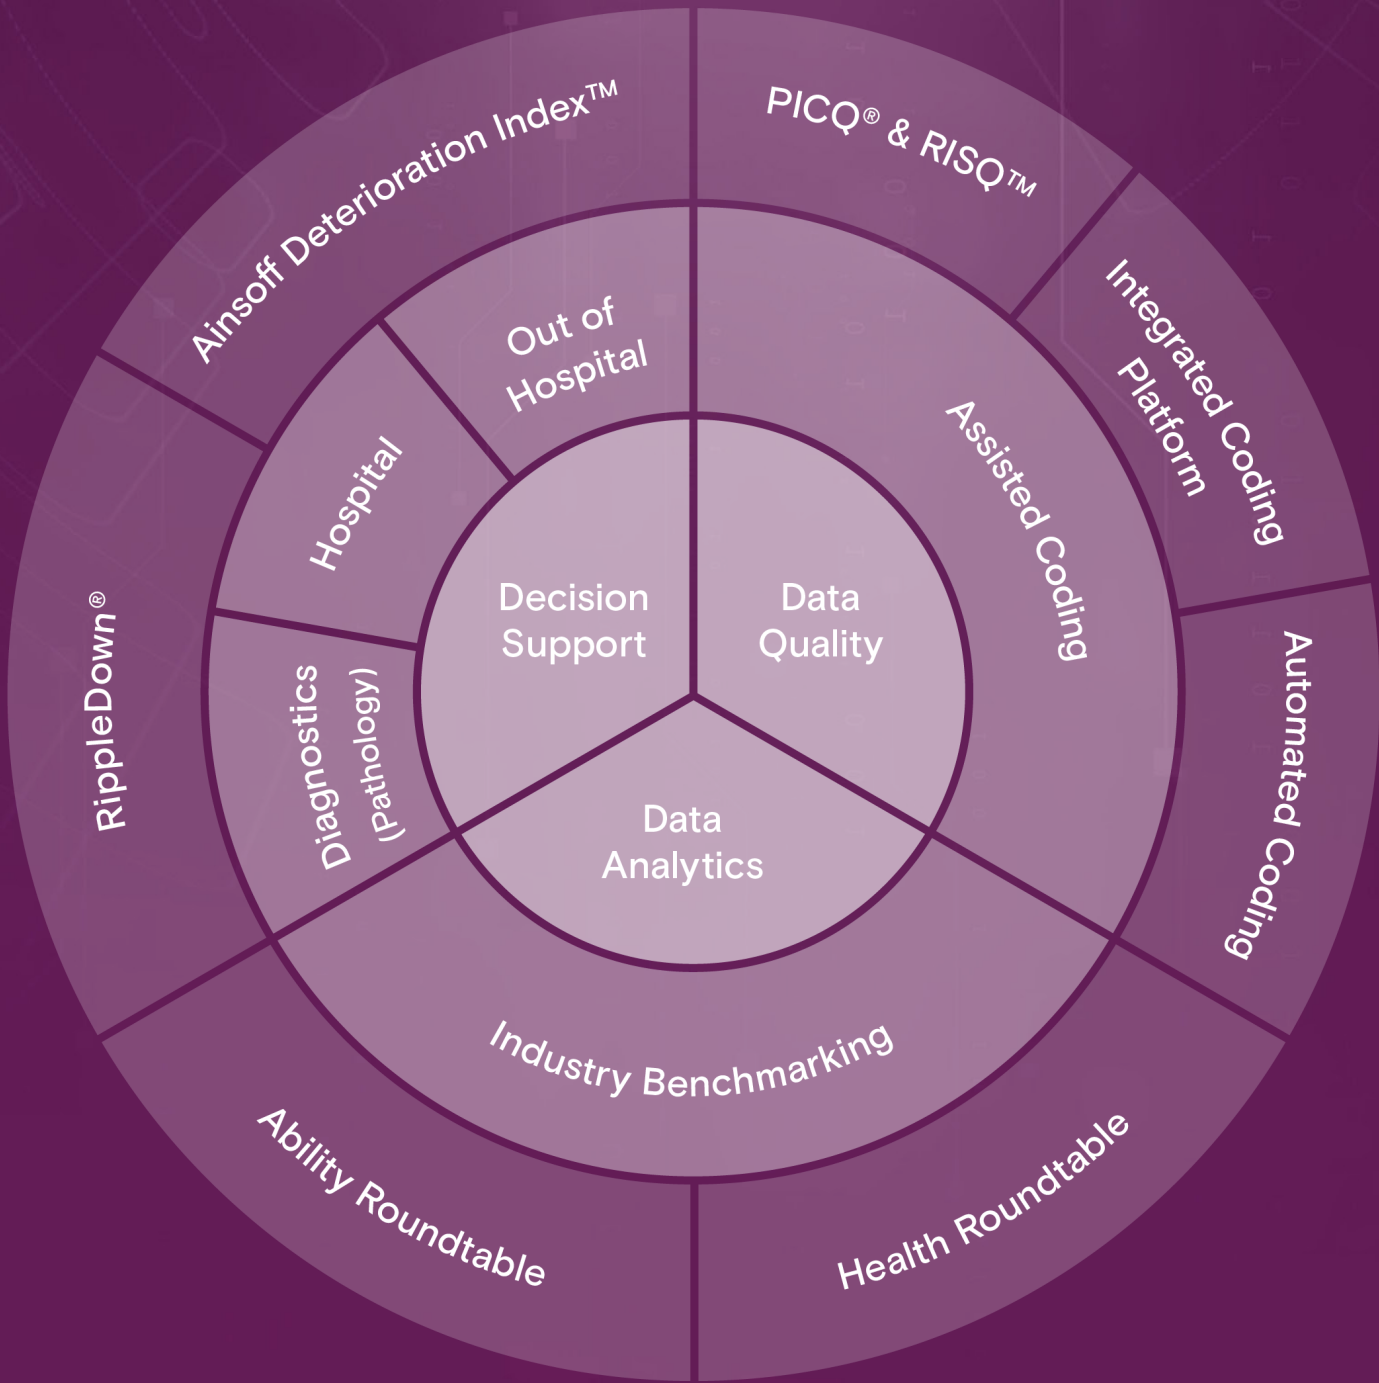 Ainsoff Deterioration Index™
PICQ® & RISQ™
Integrated Coding
Platform
Automated Coding
Health Roundtable
Ability Roundtable
RippleDown®
Out of
Hospital
Hospital
Diagnostics
(Pathology)
Assisted Coding
Industry Benchmarking
Decision
Support
Data
Quality
Data
Analytics